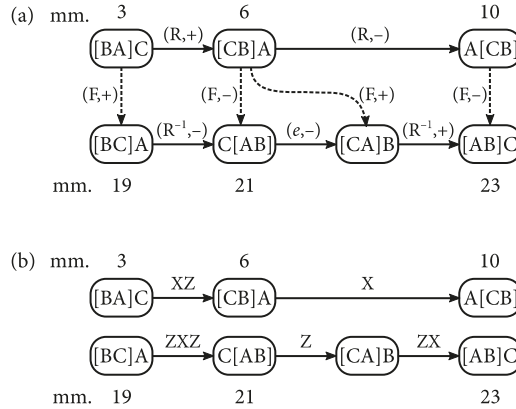 (a) mm. 3 6 10
(R,+) (R,–)
[BA]C [CB]A A[CB]
(F,+) (F,–) (F,+) (F,–)
(R⁻¹,–) (e,–) (R⁻¹,+)
[BC]A C[AB] [CA]B [AB]C
mm. 19 21 23
(b) mm. 3 6 10
XZ X
[BA]C [CB]A A[CB]
ZXZ Z ZX
[BC]A C[AB] [CA]B [AB]C
mm. 19 21 23